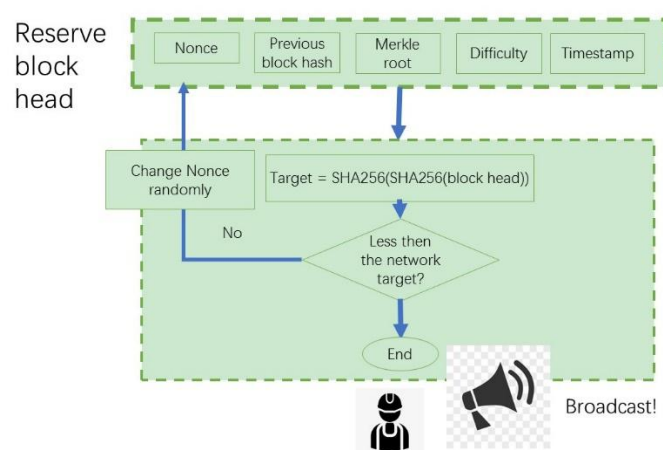 Reserve
block
head
Nonce
Previous
block hash
Merkle
root
Difficulty
Timestamp
Change Nonce
randomly
Target = SHA256(SHA256(block head))
No
Less then
the network
target?
End
Broadcast!